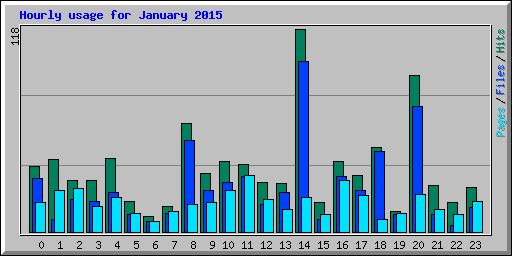 Hourly usage for January 2015
118
Pages/Files/Hits
0 1 2 3 4 5 6 7 8 9 10 11 12 13 14 15 16 17 18 19 20 21 22 23